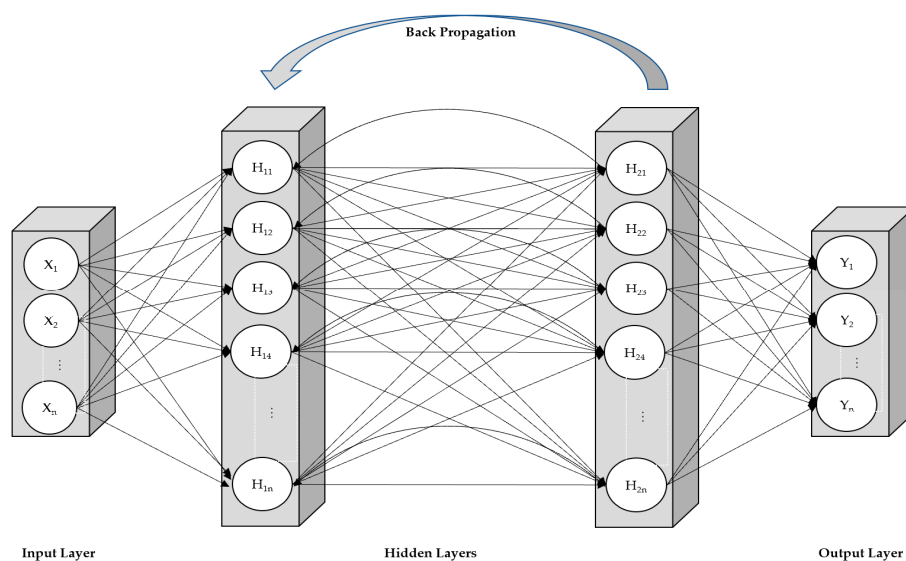 Back Propagation
X1
X2
⋮
Xn
H11
H12
H13
H14
⋮
H1n
H21
H22
H23
H24
⋮
H2n
Y1
Y2
⋮
Yn
Input Layer
Hidden Layers
Output Layer